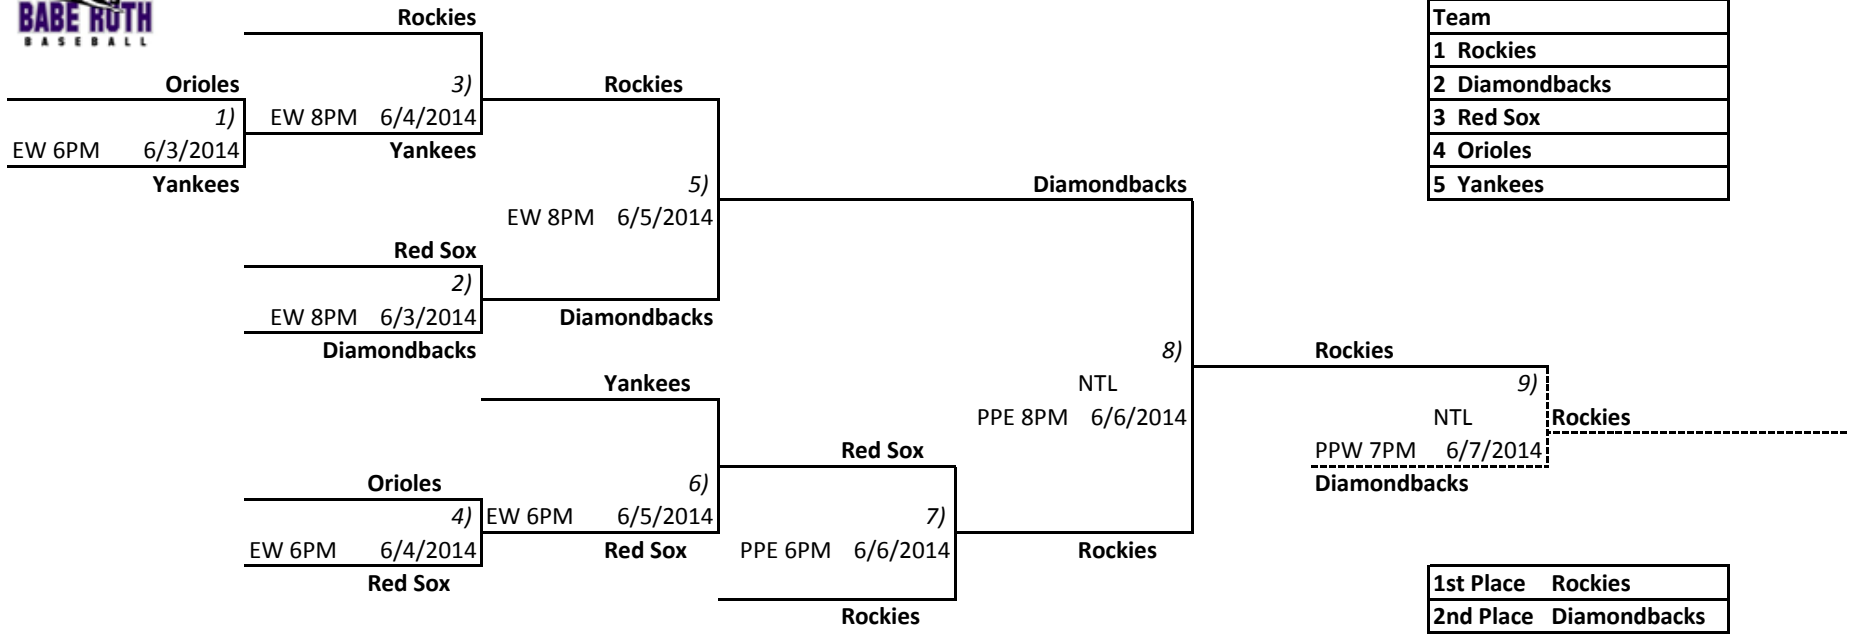 BABE RUTH
BASEBALL
Rockies
Team
1 Rockies
Orioles
3)
Rockies
2 Diamondbacks
1)
EW 8PM 6/4/2014
3 Red Sox
EW 6PM 6/3/2014
Yankees
4 Orioles
Yankees
5)
Diamondbacks
5 Yankees
EW 8PM 6/5/2014
Red Sox
2)
EW 8PM 6/3/2014
Diamondbacks
Diamondbacks
8)
Rockies
Yankees
NTL
9)
PPE 8PM 6/6/2014
NTL
Rockies
Red Sox
PPW 7PM 6/7/2014
Orioles
6)
Diamondbacks
4)
EW 6PM 6/5/2014
7)
EW 6PM 6/4/2014
Red Sox
PPE 6PM 6/6/2014
Rockies
Red Sox
1st Place Rockies
Rockies
2nd Place Diamondbacks